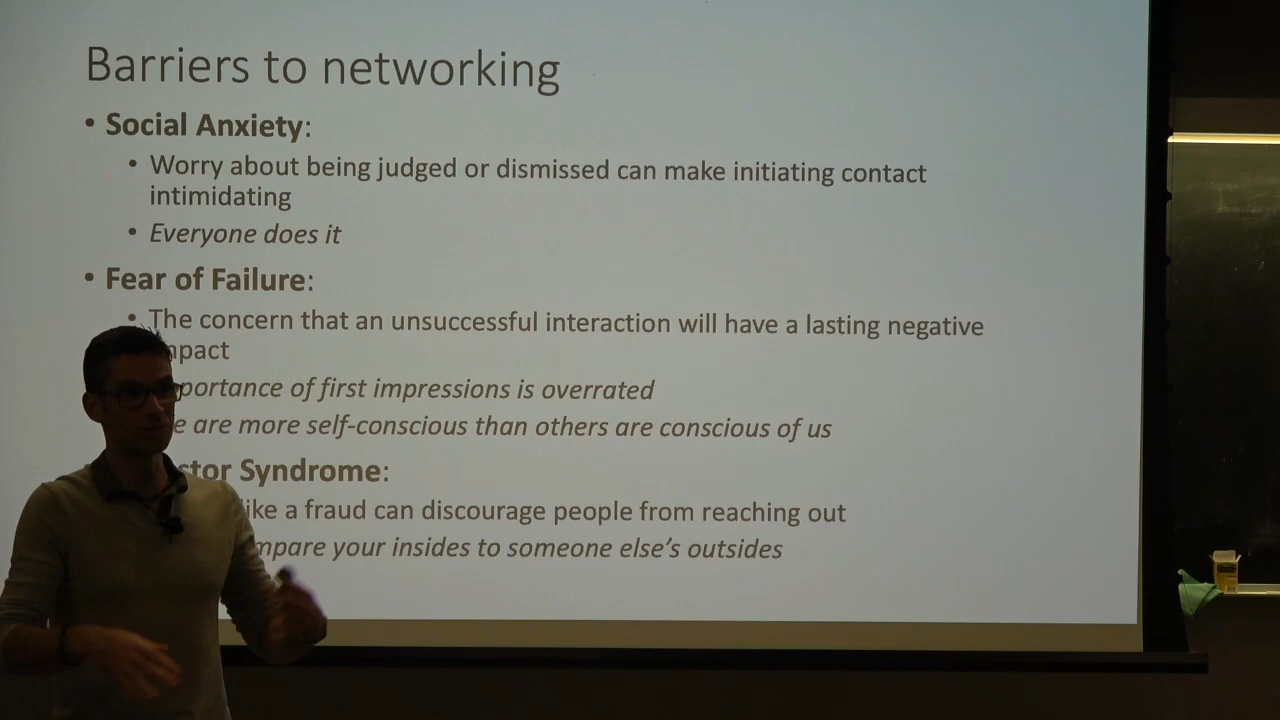 Barriers to networking
• Social Anxiety:
• Worry about being judged or dismissed can make initiating contact
intimidating
• Everyone does it
• Fear of Failure:
• The concern that an unsuccessful interaction will have a lasting negative
mpact
portance of first impressions is overrated
e are more self-conscious than others are conscious of us
stor Syndrome:
like a fraud can discourage people from reaching out
mpare your insides to someone else's outsides